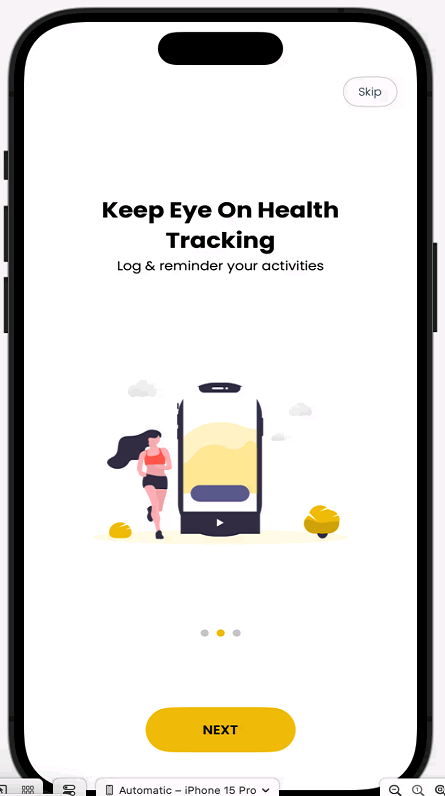 Skip
Keep Eye On Health
Tracking
Log & reminder your activities
NEXT
Automatic – iPhone 15 Pro